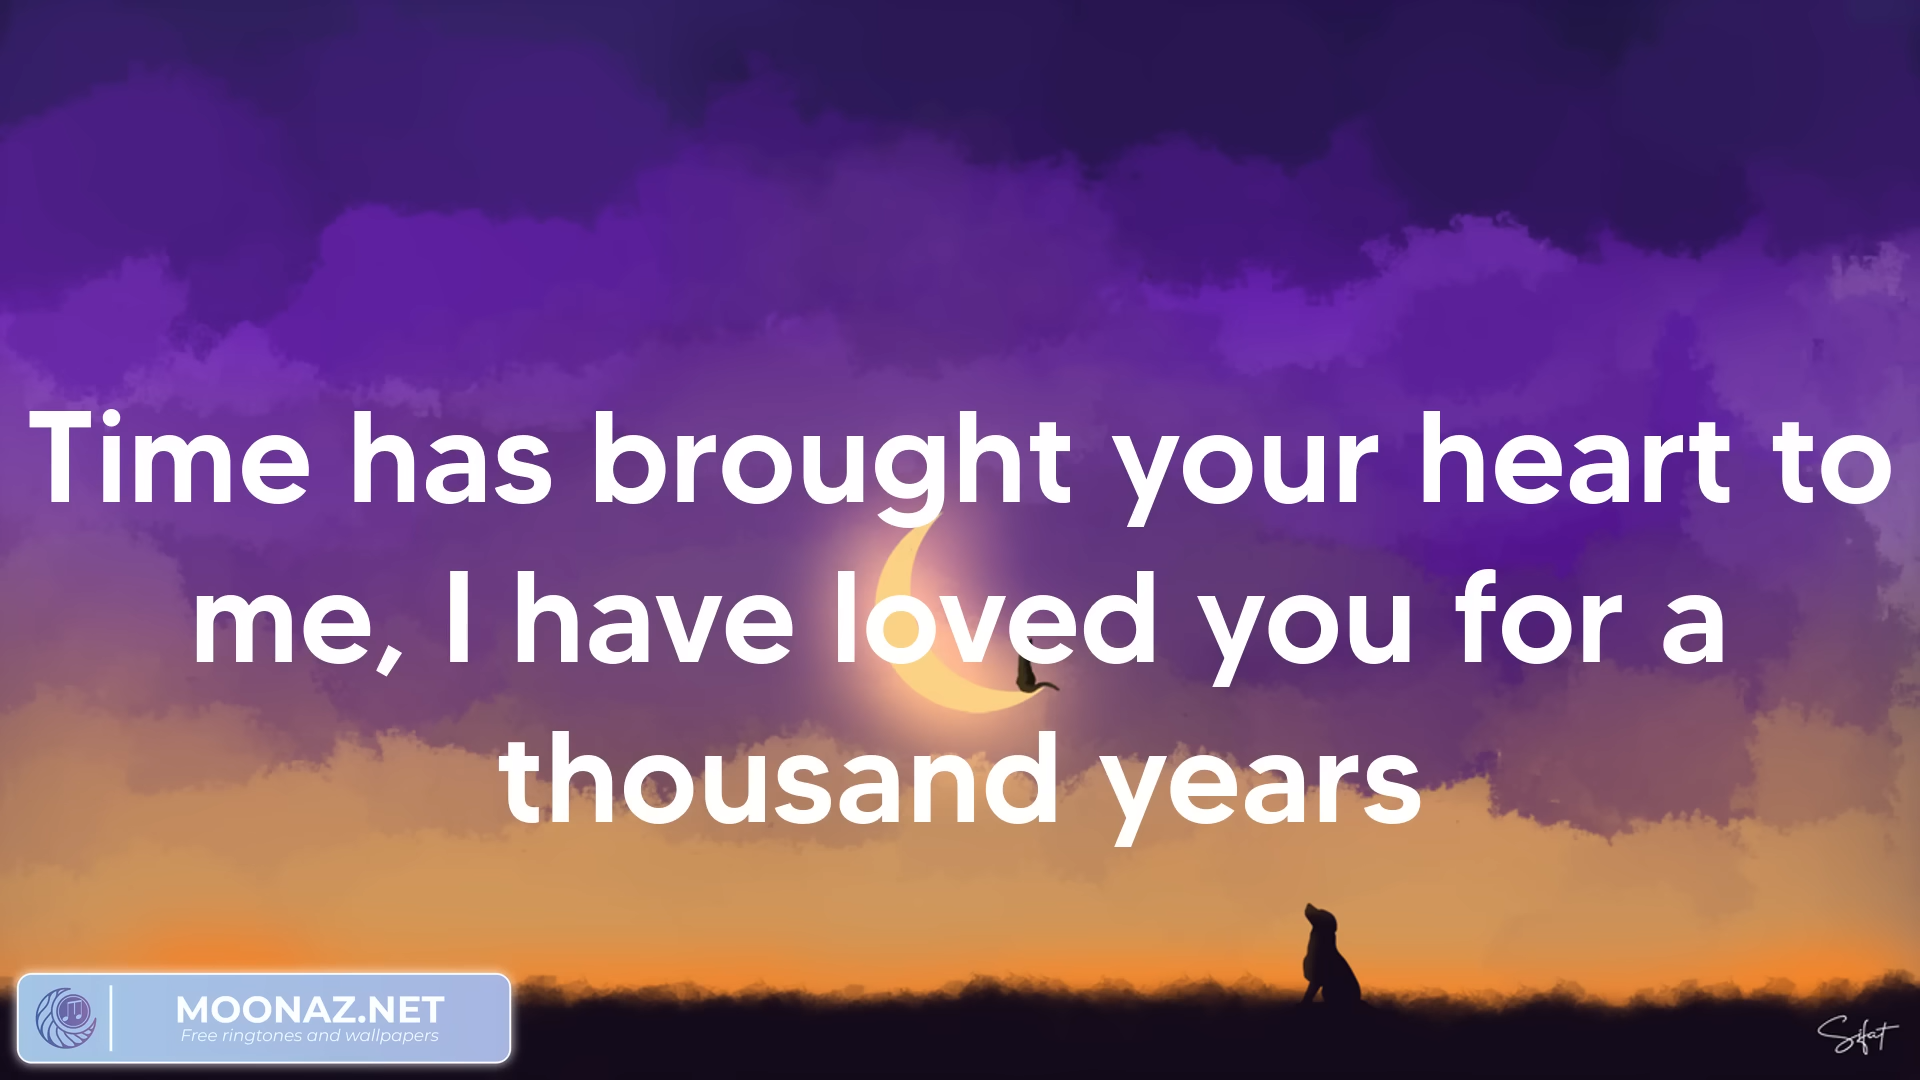 Time has brought your heart to
me, I have loved you for a
thousand years
MOONAZ.NET
Free ringtones and wallpapers
Sifat